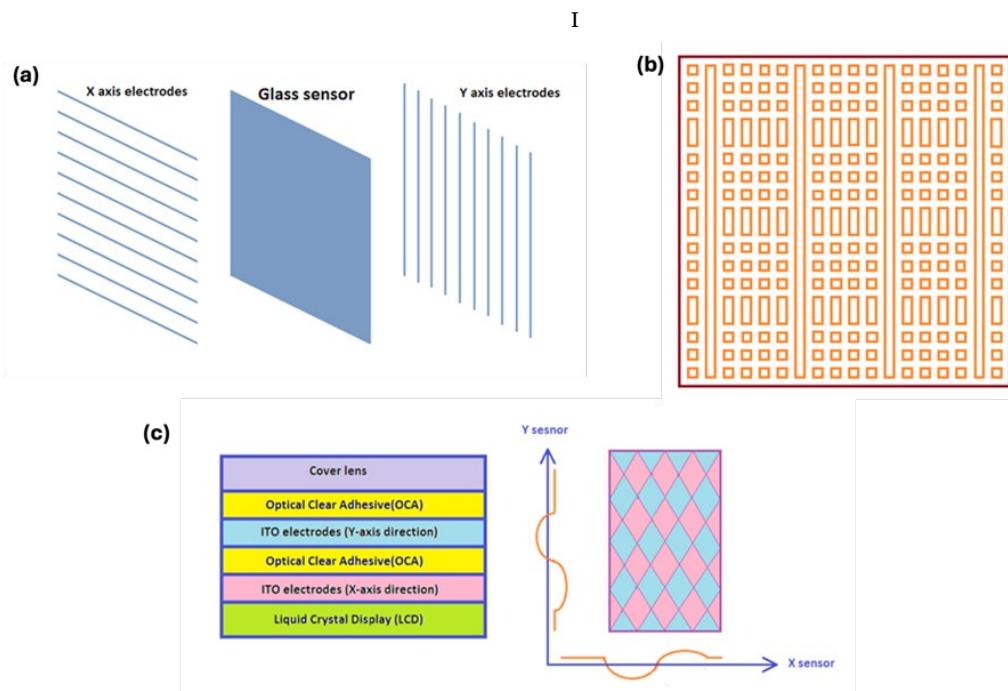 I
(a)
X axis electrodes
Glass sensor
Y axis electrodes
(b)
(c)
Cover lens
Optical Clear Adhesive(OCA)
ITO electrodes (Y-axis direction)
Optical Clear Adhesive(OCA)
ITO electrodes (X-axis direction)
Liquid Crystal Display (LCD)
Y sesnor
X sensor